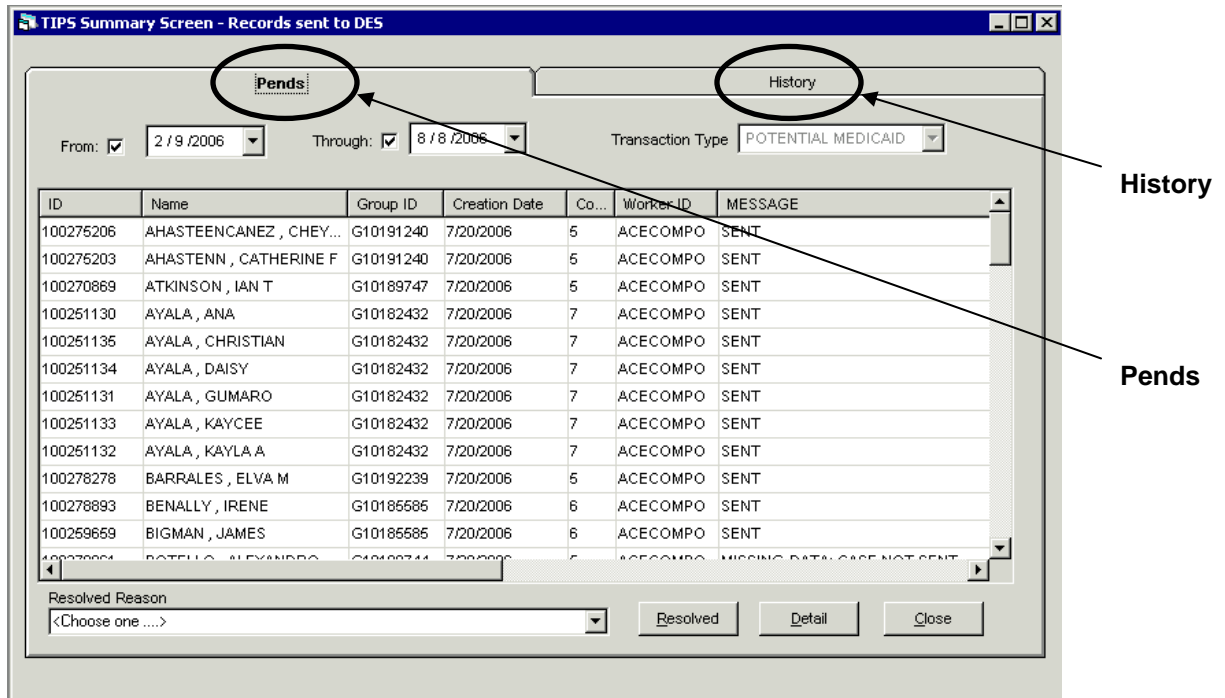 TIPS Summary Screen - Records sent to DES
Pends History
From: 2 / 9 /2006 Through: 8 / 8 /2006 Transaction Type POTENTIAL MEDICAID
History
ID Name Group ID Creation Date Co... Worker ID MESSAGE
100275206 AHASTEENCANEZ , CHEY... G10191240 7/20/2006 5 ACECOMPO SENT
100275203 AHASTENN , CATHERINE F G10191240 7/20/2006 5 ACECOMPO SENT
100270869 ATKINSON , IAN T G10189747 7/20/2006 5 ACECOMPO SENT
100251130 AYALA , ANA G10182432 7/20/2006 7 ACECOMPO SENT
100251135 AYALA , CHRISTIAN G10182432 7/20/2006 7 ACECOMPO SENT
100251134 AYALA , DAISY G10182432 7/20/2006 7 ACECOMPO SENT
Pends
100251131 AYALA , GUMARO G10182432 7/20/2006 7 ACECOMPO SENT
100251133 AYALA , KAYCEE G10182432 7/20/2006 7 ACECOMPO SENT
100251132 AYALA , KAYLA A G10182432 7/20/2006 7 ACECOMPO SENT
100278278 BARRALES , ELVA M G10192239 7/20/2006 5 ACECOMPO SENT
100278893 BENALLY , IRENE G10185585 7/20/2006 6 ACECOMPO SENT
100259659 BIGMAN , JAMES G10185585 7/20/2006 6 ACECOMPO SENT
MISSING DATA: CASE NOT SENT
Resolved Reason
<Choose one ....> Resolved Detail Close